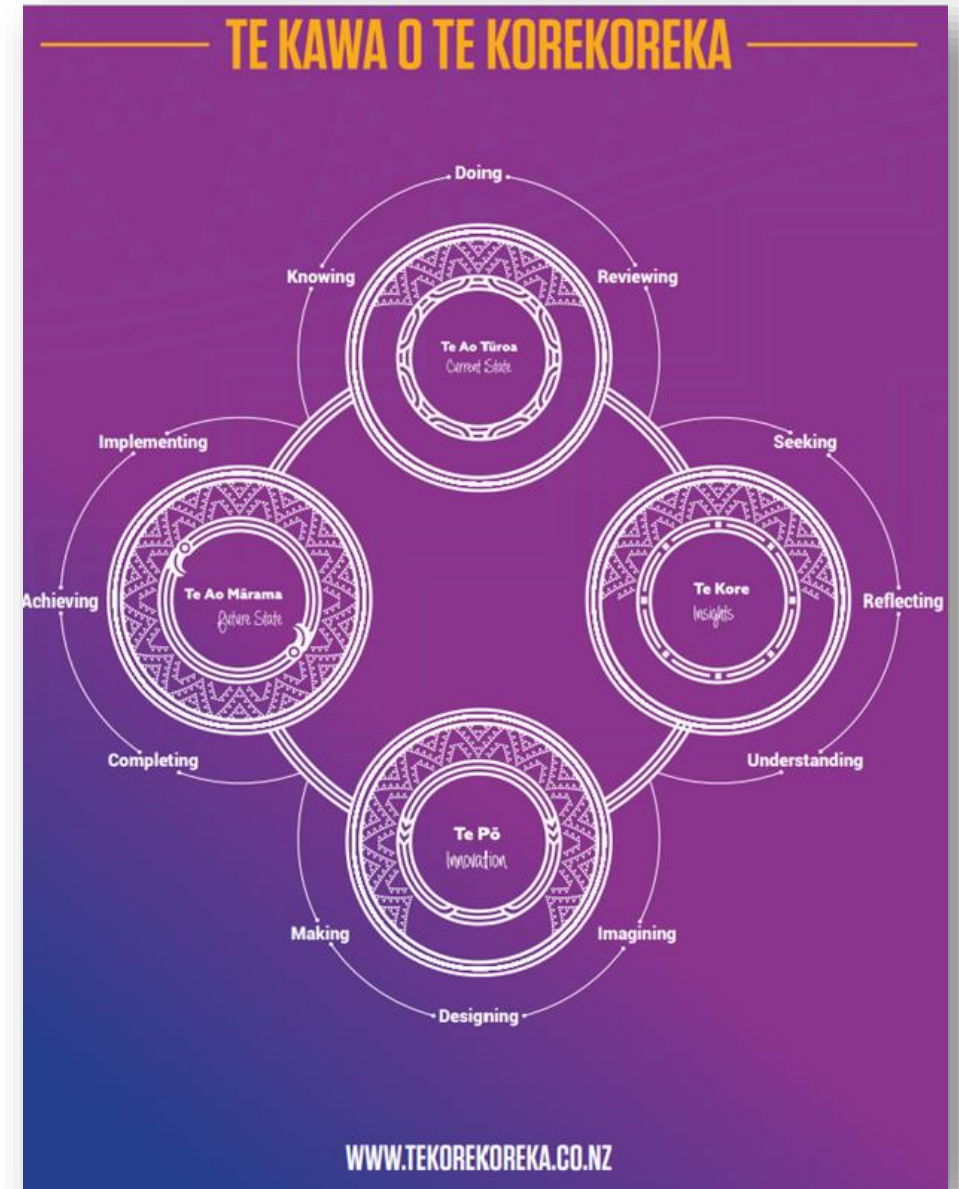 TE KAWA O TE KOREKOREKA
Doing
Knowing
Reviewing
Te Ao Tūroa
Current State
Implementing
Seeking
Te Ao Mārama
Future State
Te Kore
Insights
Achieving
Reflecting
Completing
Understanding
Te Pō
Innovation
Making
Imagining
Designing
WWW.TEKOREKOREKA.CO.NZ